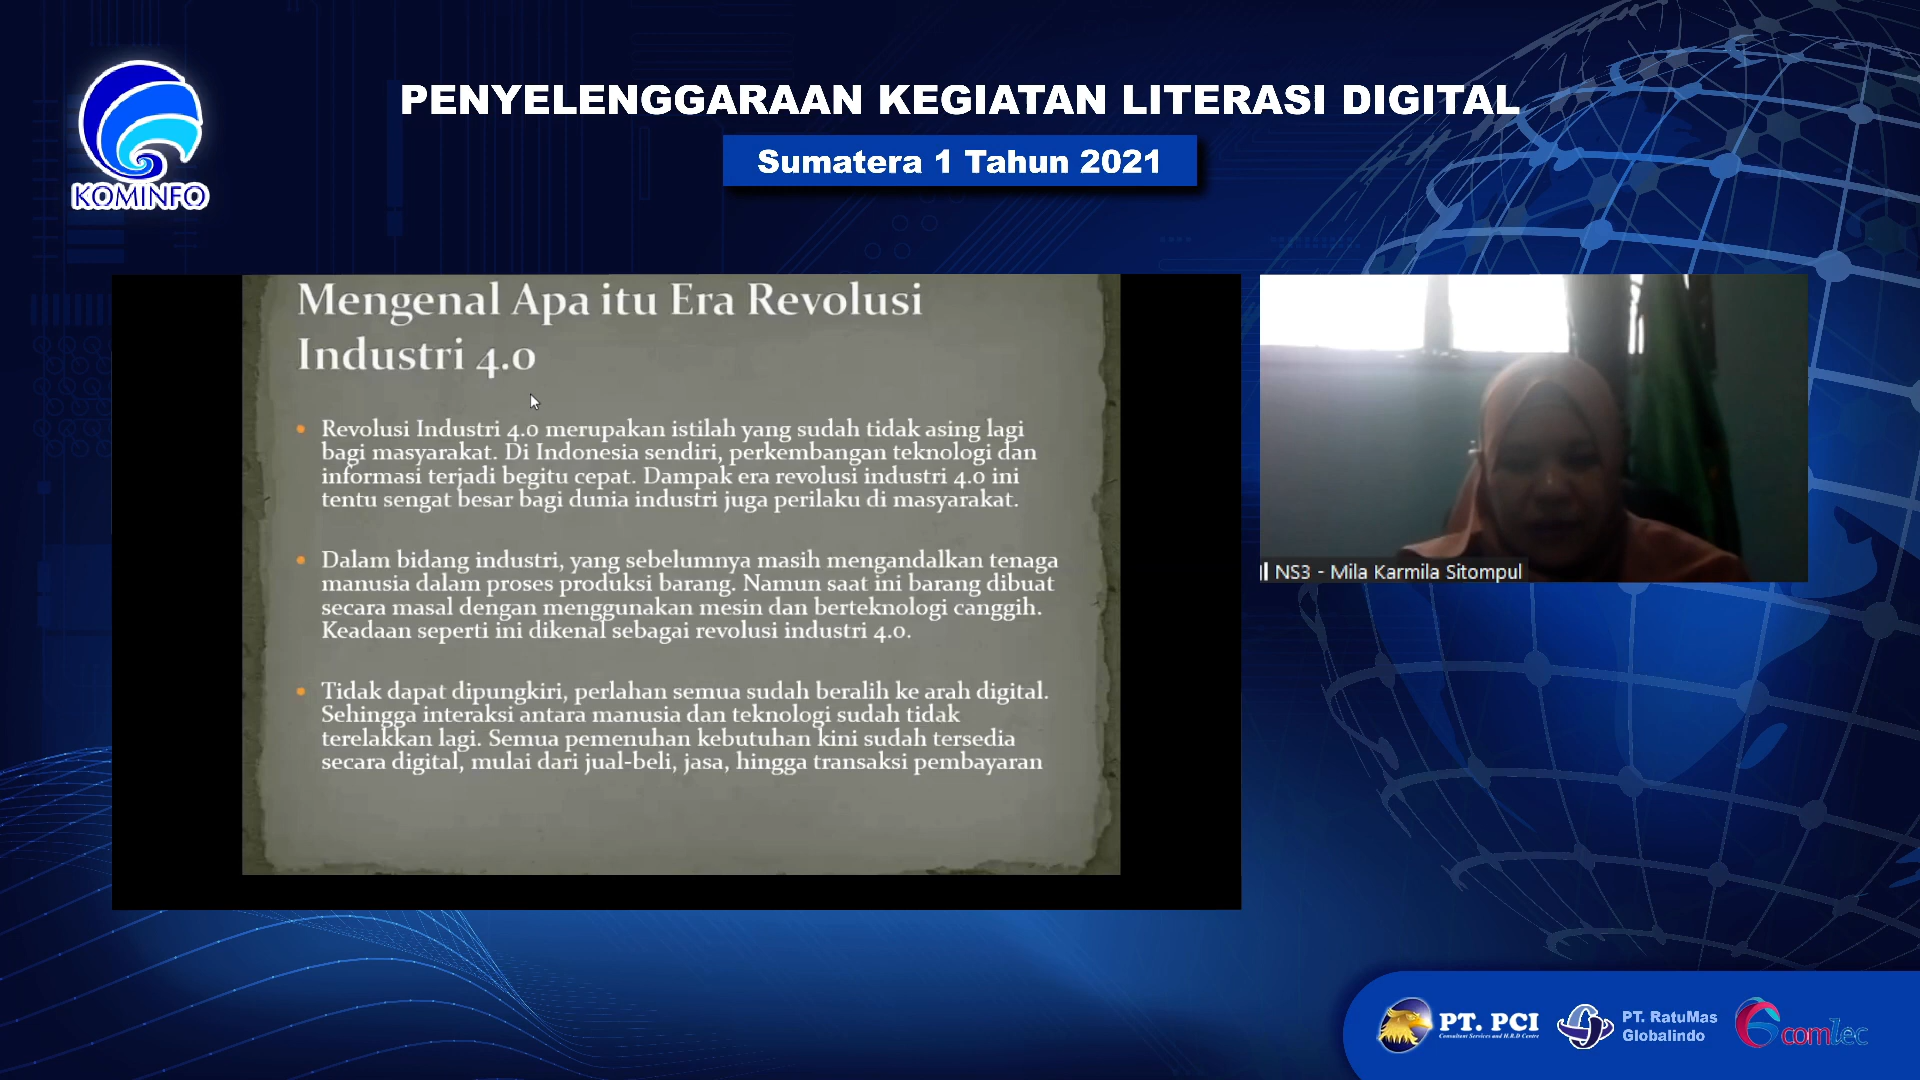 KOMINFO
PENYELENGGARAAN KEGIATAN LITERASI DIGITAL
Sumatera 1 Tahun 2021
Mengenal Apa itu Era Revolusi
Industri 4.0
• Revolusi Industri 4.0 merupakan istilah yang sudah tidak asing lagi
bagi masyarakat. Di Indonesia sendiri, perkembangan teknologi dan
informasi terjadi begitu cepat. Dampak era revolusi industri 4.0 ini
tentu sengat besar bagi dunia industri juga perilaku di masyarakat.
• Dalam bidang industri, yang sebelumnya masih mengandalkan tenaga
manusia dalam proses produksi barang. Namun saat ini barang dibuat
secara masal dengan menggunakan mesin dan berteknologi canggih.
Keadaan seperti ini dikenal sebagai revolusi industri 4.0.
• Tidak dapat dipungkiri, perlahan semua sudah beralih ke arah digital.
Sehingga interaksi antara manusia dan teknologi sudah tidak
terelakkan lagi. Semua pemenuhan kebutuhan kini sudah tersedia
secara digital, mulai dari jual-beli, jasa, hingga transaksi pembayaran
NS3 - Mila Karmila Sitompul
PT. PCI
Consultant Services and H.R.D Centre
PT. RatuMas
Globalindo
comtec